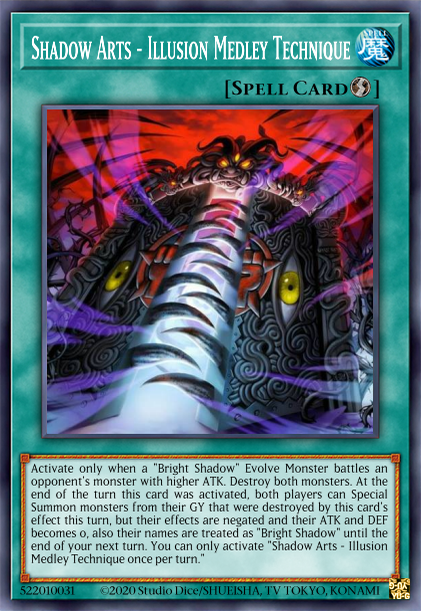 Shadow Arts - Illusion Medley Technique
SPELL
魔
[Spell Card]
Activate only when a "Bright Shadow" Evolve Monster battles an
opponent's monster with higher ATK. Destroy both monsters. At the
end of the turn this card was activated, both players can Special
Summon monsters from their GY that were destroyed by this card's
effect this turn, but their effects are negated and their ATK and DEF
becomes 0, also their names are treated as "Bright Shadow" until the
end of your next turn. You can only activate "Shadow Arts - Illusion
Medley Technique once per turn."
522010031 ©2020 Studio Dice/SHUEISHA, TV TOKYO, KONAMI